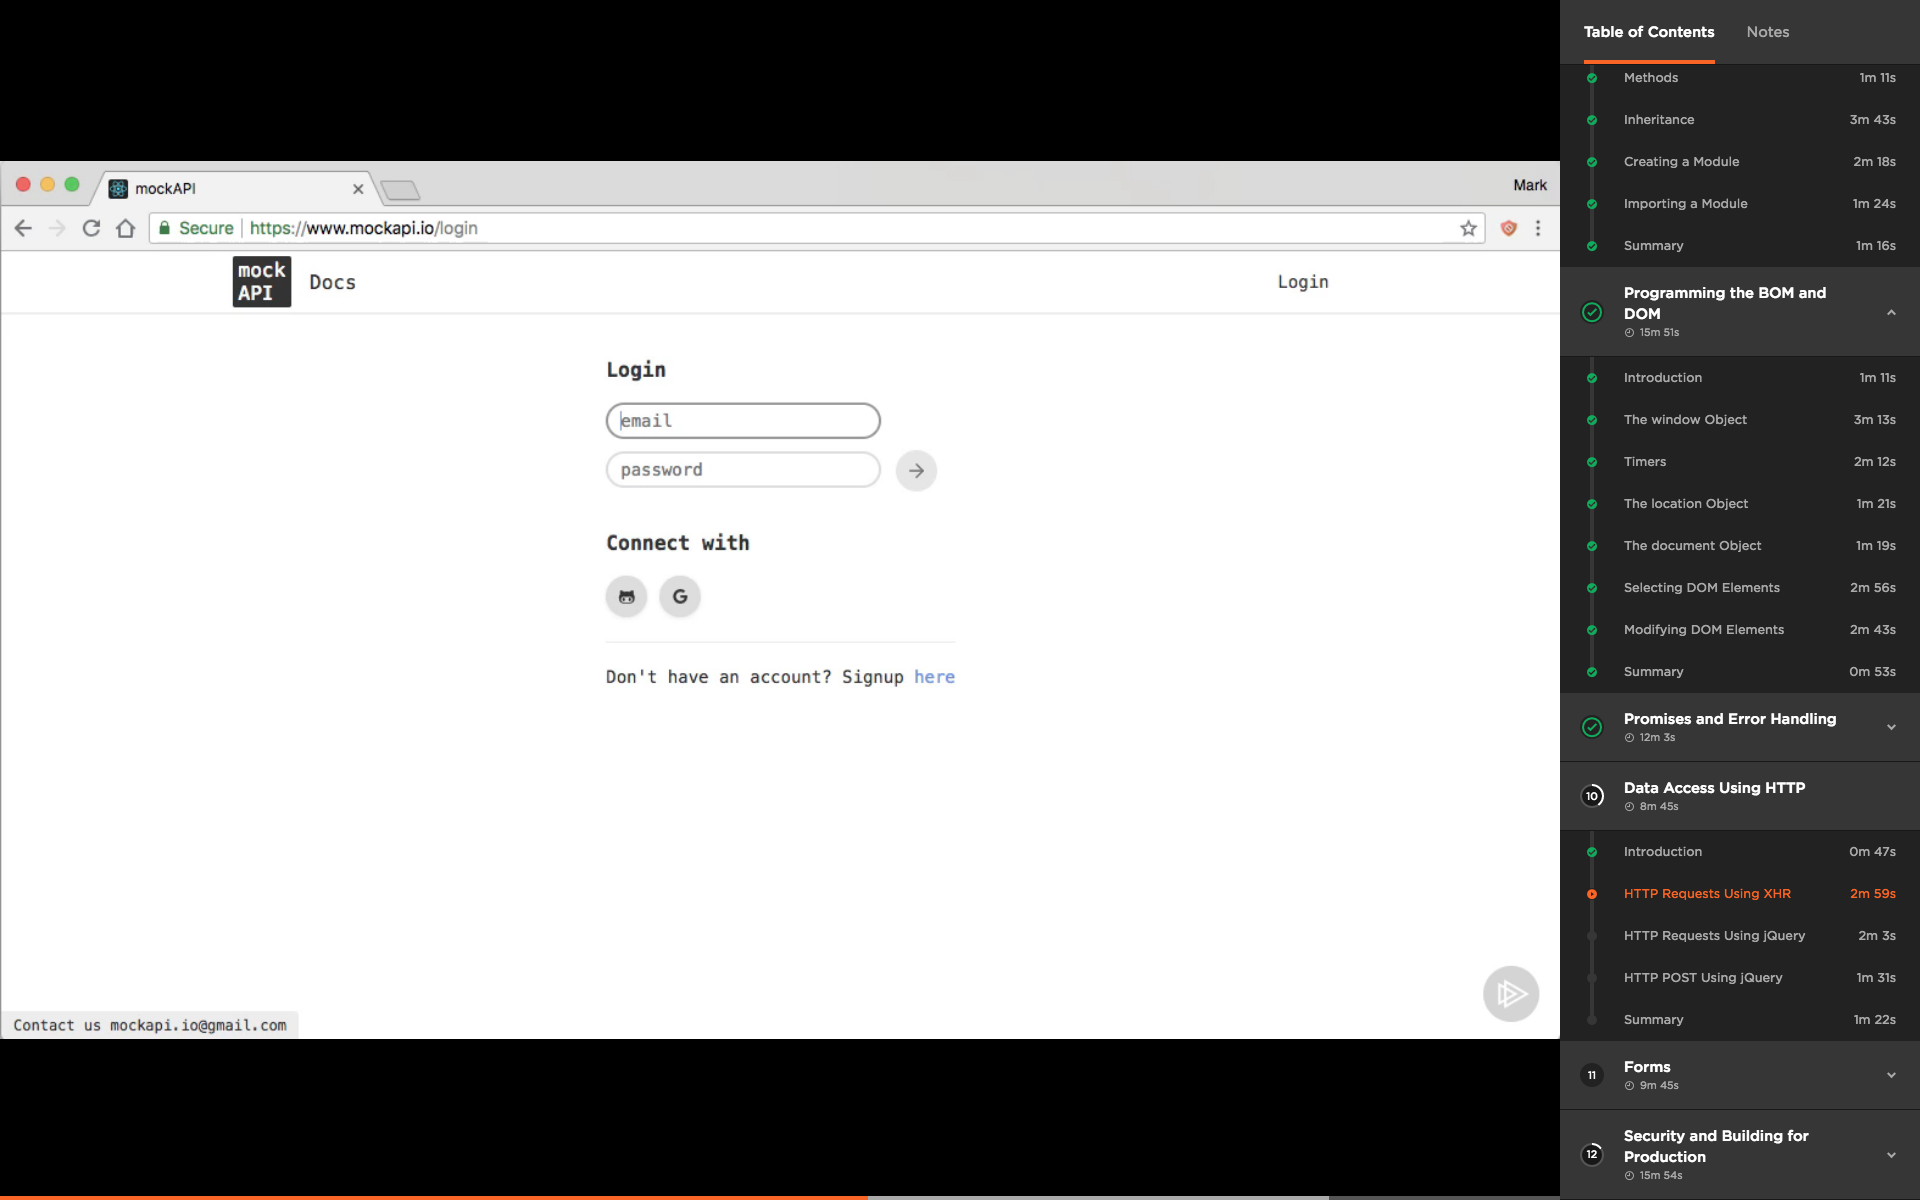 mockAPI
Mark
Secure
https://www.mockapi.io/login
mock
API
Docs
Login
Login
email
password
Connect with
G
Don't have an account? Signup here
Contact us mockapi.io@gmail.com
Table of Contents
Notes
Methods 1m 11s
Inheritance 3m 43s
Creating a Module 2m 18s
Importing a Module 1m 24s
Summary 1m 16s
Programming the BOM and
DOM
15m 51s
Introduction 1m 11s
The window Object 3m 13s
Timers 2m 12s
The location Object 1m 21s
The document Object 1m 19s
Selecting DOM Elements 2m 56s
Modifying DOM Elements 2m 43s
Summary 0m 53s
Promises and Error Handling
12m 3s
10
Data Access Using HTTP
8m 45s
Introduction 0m 47s
HTTP Requests Using XHR 2m 59s
HTTP Requests Using jQuery 2m 3s
HTTP POST Using jQuery 1m 31s
Summary 1m 22s
11
Forms
9m 45s
12
Security and Building for
Production
15m 54s